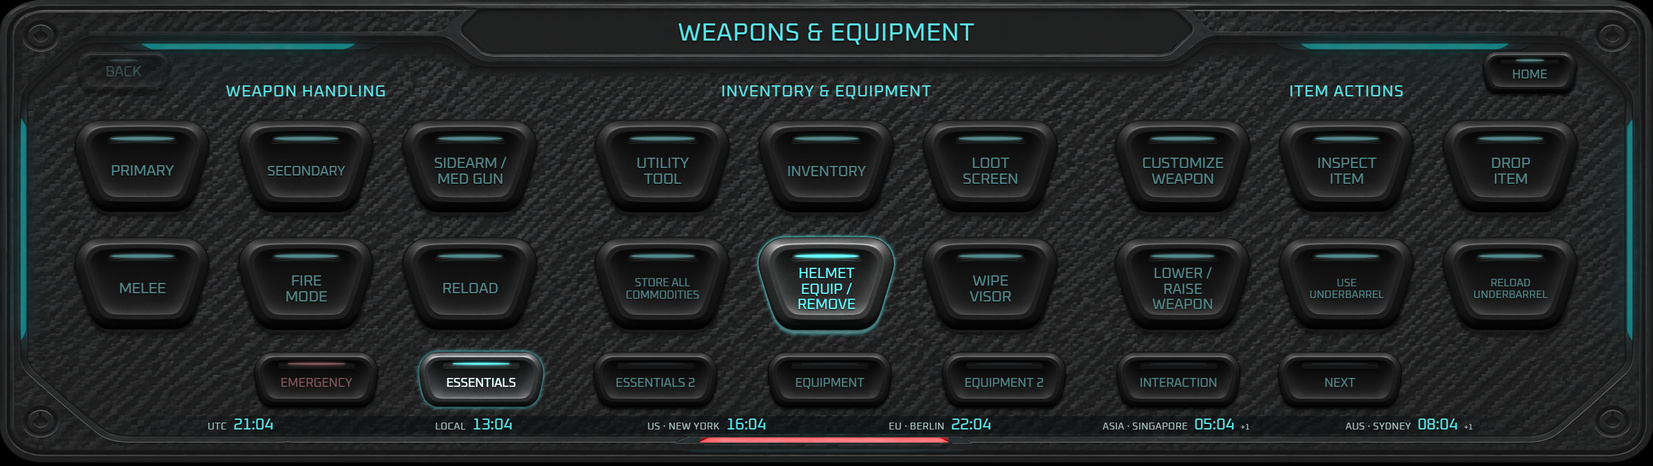 WEAPONS & EQUIPMENT
BACK
HOME
WEAPON HANDLING
INVENTORY & EQUIPMENT
ITEM ACTIONS
PRIMARY
SECONDARY
SIDEARM /
MED GUN
UTILITY
TOOL
INVENTORY
LOOT
SCREEN
CUSTOMIZE
WEAPON
INSPECT
ITEM
DROP
ITEM
MELEE
FIRE
MODE
RELOAD
STORE ALL
COMMODITIES
HELMET
EQUIP /
REMOVE
WIPE
VISOR
LOWER /
RAISE
WEAPON
USE
UNDERBARREL
RELOAD
UNDERBARREL
EMERGENCY
ESSENTIALS
ESSENTIALS 2
EQUIPMENT
EQUIPMENT 2
INTERACTION
NEXT
UTC 21:04
LOCAL 13:04
US · NEW YORK 16:04
EU · BERLIN 22:04
ASIA · SINGAPORE 05:04 +1
AUS · SYDNEY 08:04 +1